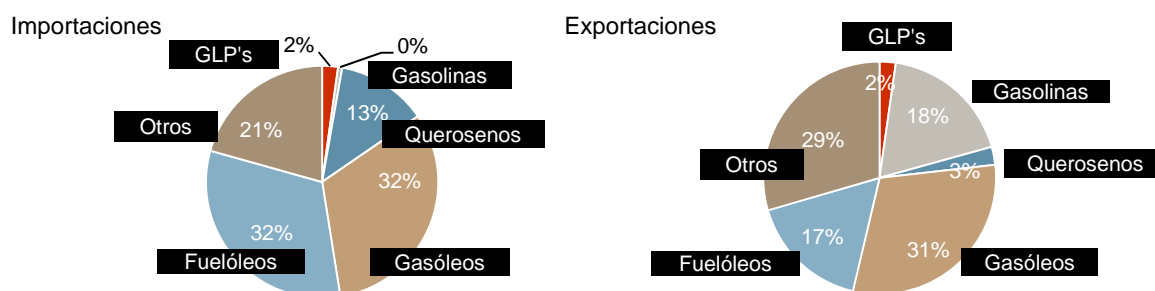 Importaciones
GLP's
2%
0%
Gasolinas
13%
Querosenos
Otros
21%
32%
32%
Fuelóleos
Gasóleos
Exportaciones
GLP's
2%
Gasolinas
18%
29%
Otros
3%
Querosenos
17%
Fuelóleos
31%
Gasóleos